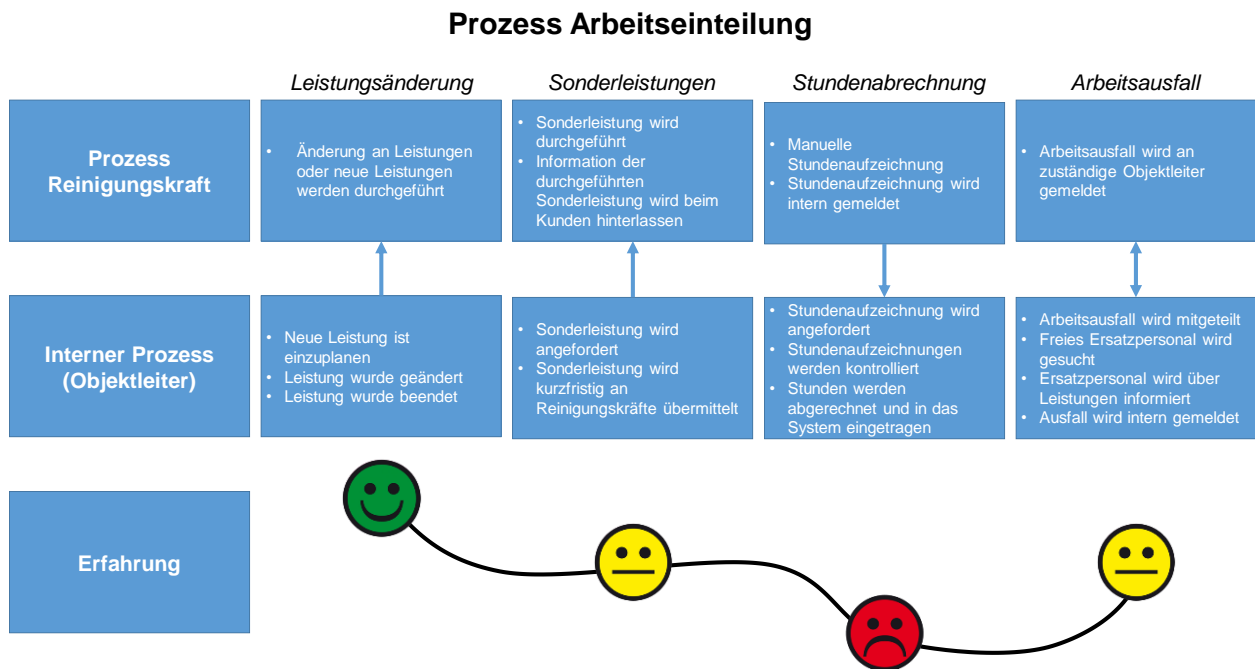 Prozess Arbeitseinteilung
Leistungsänderung
Sonderleistungen
Stundenabrechnung
Arbeitsausfall
Prozess
Reinigungskraft
• Änderung an Leistungen
oder neue Leistungen
werden durchgeführt
• Sonderleistung wird
durchgeführt
• Information der
durchgeführten
Sonderleistung wird beim
Kunden hinterlassen
• Manuelle
Stundenaufzeichnung
• Stundenaufzeichnung wird
intern gemeldet
• Arbeitsausfall wird an
zuständige Objektleiter
gemeldet
Interner Prozess
(Objektleiter)
• Neue Leistung ist
einzuplanen
• Leistung wurde geändert
• Leistung wurde beendet
• Sonderleistung wird
angefordert
• Sonderleistung wird
kurzfristig an
Reinigungskräfte übermittelt
• Stundenaufzeichnung wird
angefordert
• Stundenaufzeichnungen
werden kontrolliert
• Stunden werden
abgerechnet und in das
System eingetragen
• Arbeitsausfall wird mitgeteilt
• Freies Ersatzpersonal wird
gesucht
• Ersatzpersonal wird über
Leistungen informiert
• Ausfall wird intern gemeldet
Erfahrung